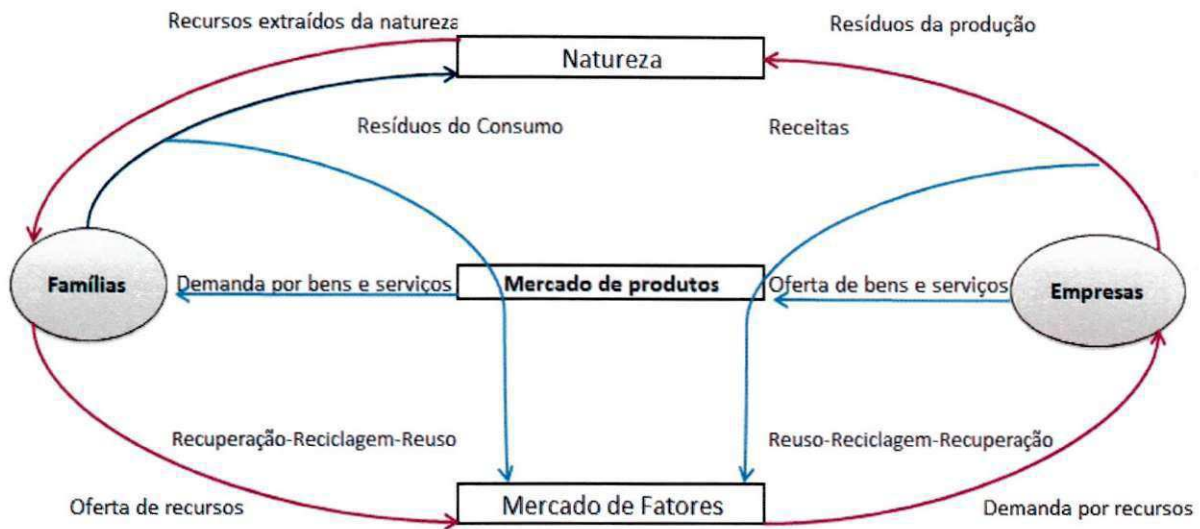 Recursos extraídos da natureza
Resíduos da produção
Natureza
Resíduos do Consumo
Receitas
Famílias
Demanda por bens e serviços
Mercado de produtos
Oferta de bens e serviços
Empresas
Recuperação-Reciclagem-Reuso
Reuso-Reciclagem-Recuperação
Oferta de recursos
Mercado de Fatores
Demanda por recursos